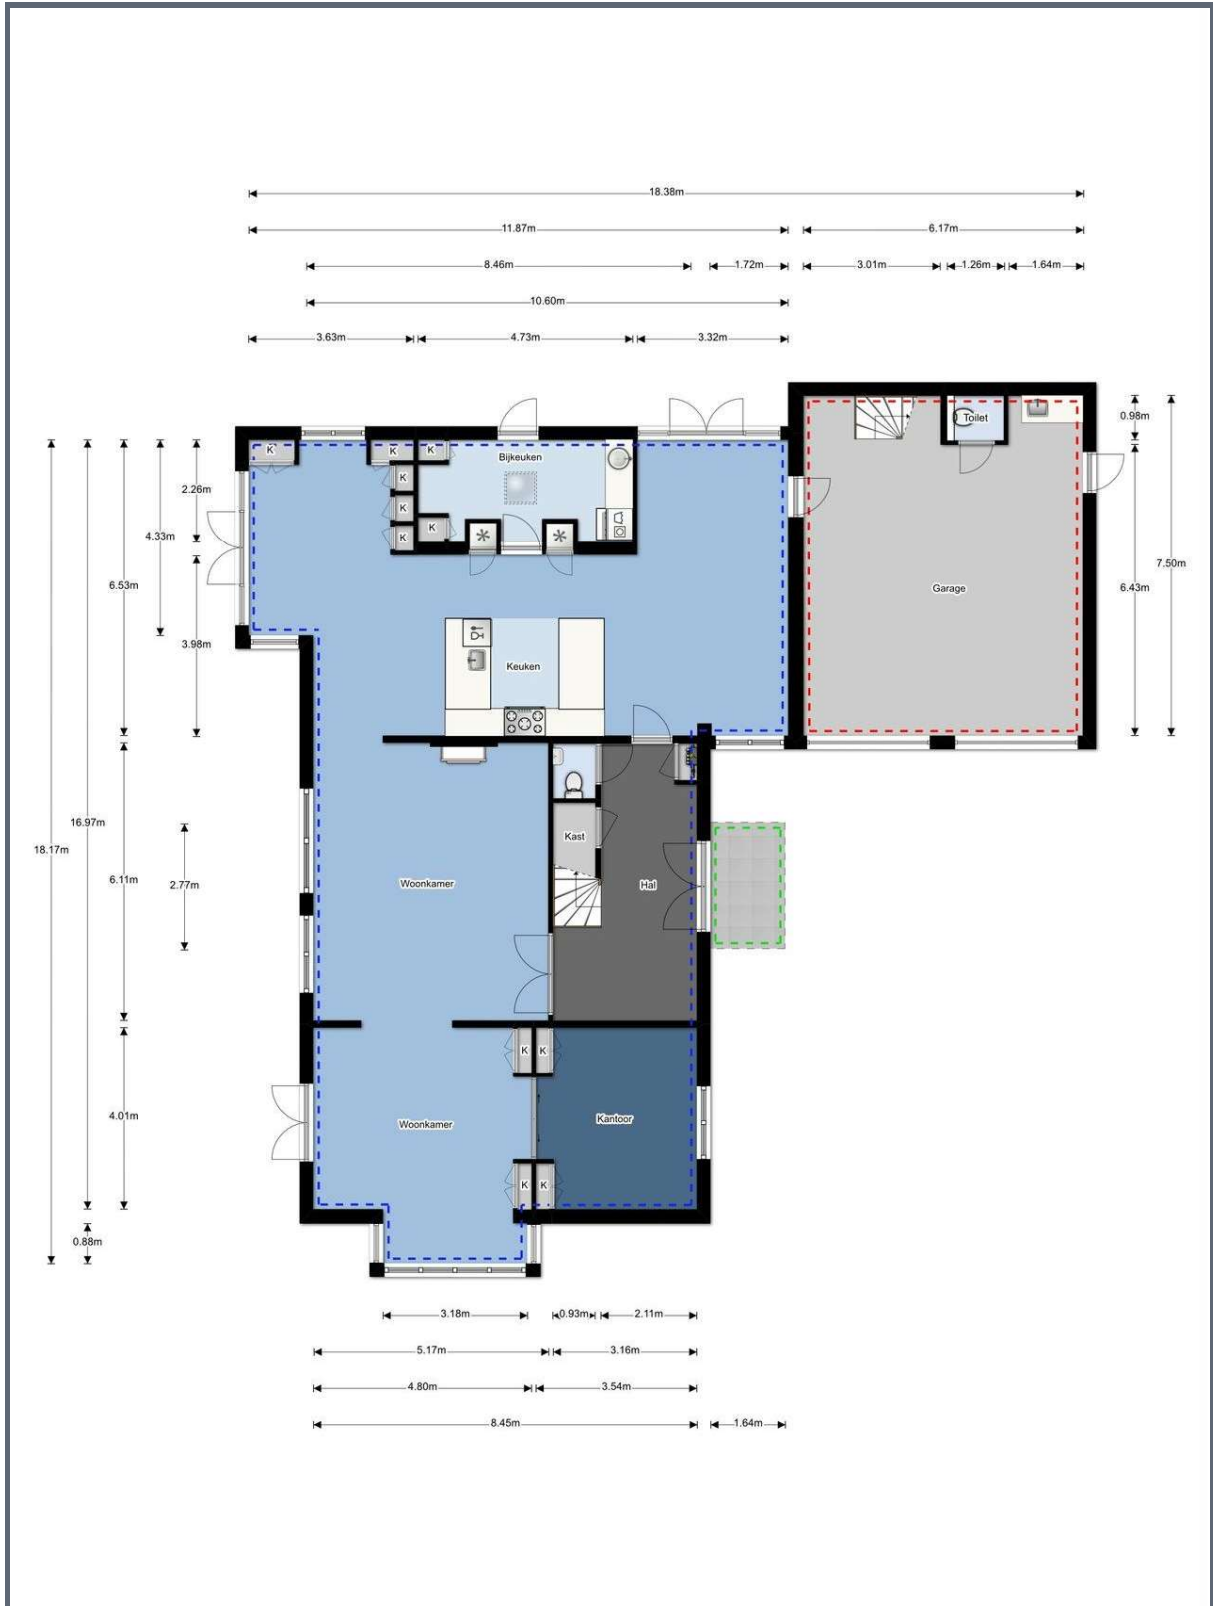 18.38m
11.87m
6.17m
8.46m
1.72m
3.01m
1.26m
1.64m
10.60m
3.63m
4.73m
3.32m
Toilet
0.98m
K
K
K
Bijkeuken
K
2.26m
K
K
K
4.33m
7.50m
6.53m
Garage
6.43m
3.98m
Keuken
16.97m
Kast
18.17m
6.11m
2.77m
Woonkamer
Hal
K
K
4.01m
Woonkamer
Kantoor
K
K
0.88m
3.18m
0.93m
2.11m
5.17m
3.16m
4.80m
3.54m
8.45m
1.64m